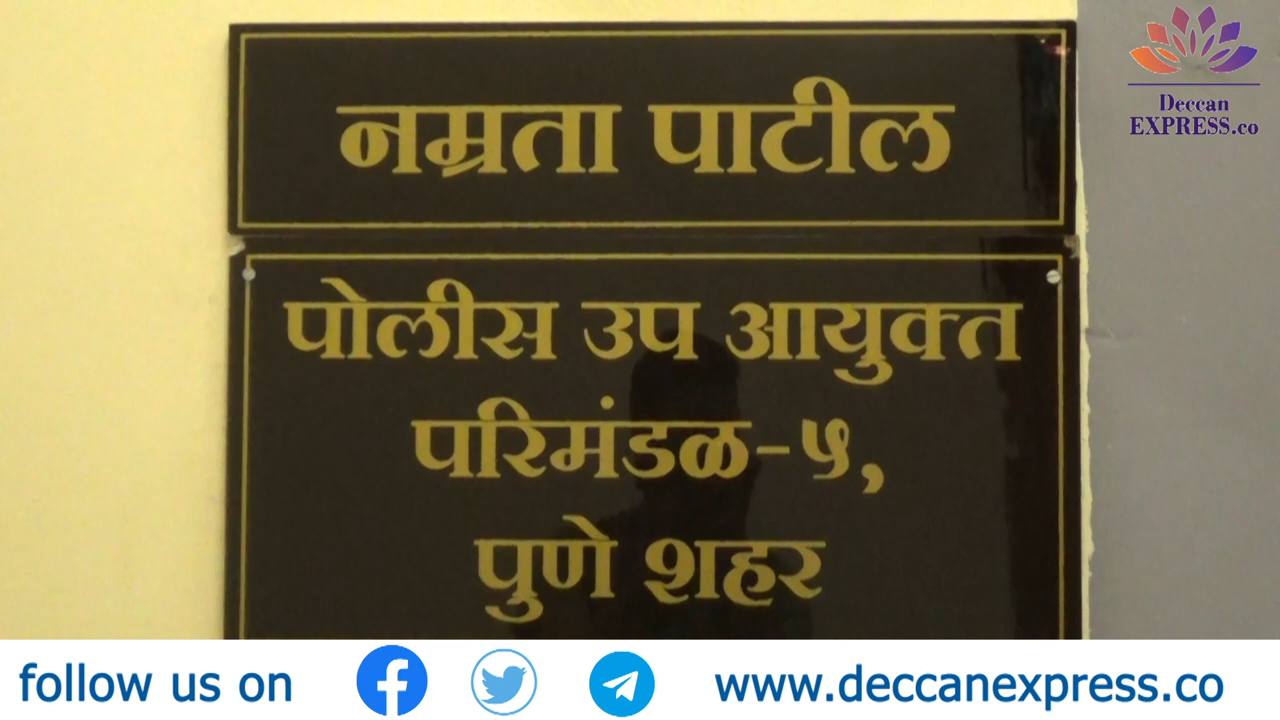 नम्रता पाटील
पोलीस उप आयुक्त
परिमंडळ-५,
पुणे शहर
Deccan
EXPRESS.co
follow us on www.deccanexpress.co